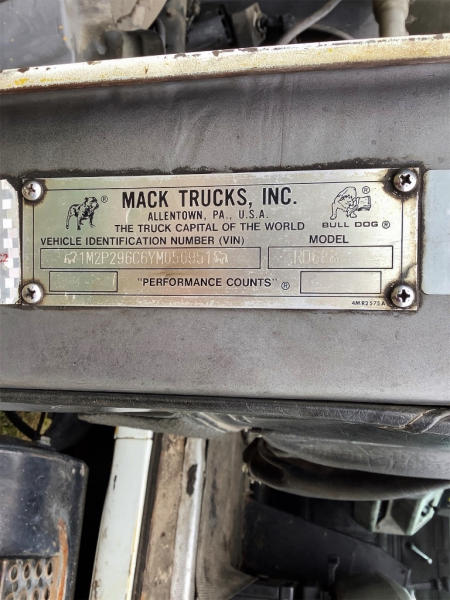 MACK TRUCKS, INC.
ALLENTOWN, PA., U.S.A.
THE TRUCK CAPITAL OF THE WORLD
BULL DOG ®
VEHICLE IDENTIFICATION NUMBER (VIN) MODEL
"PERFORMANCE COUNTS" ®
4MR3575A